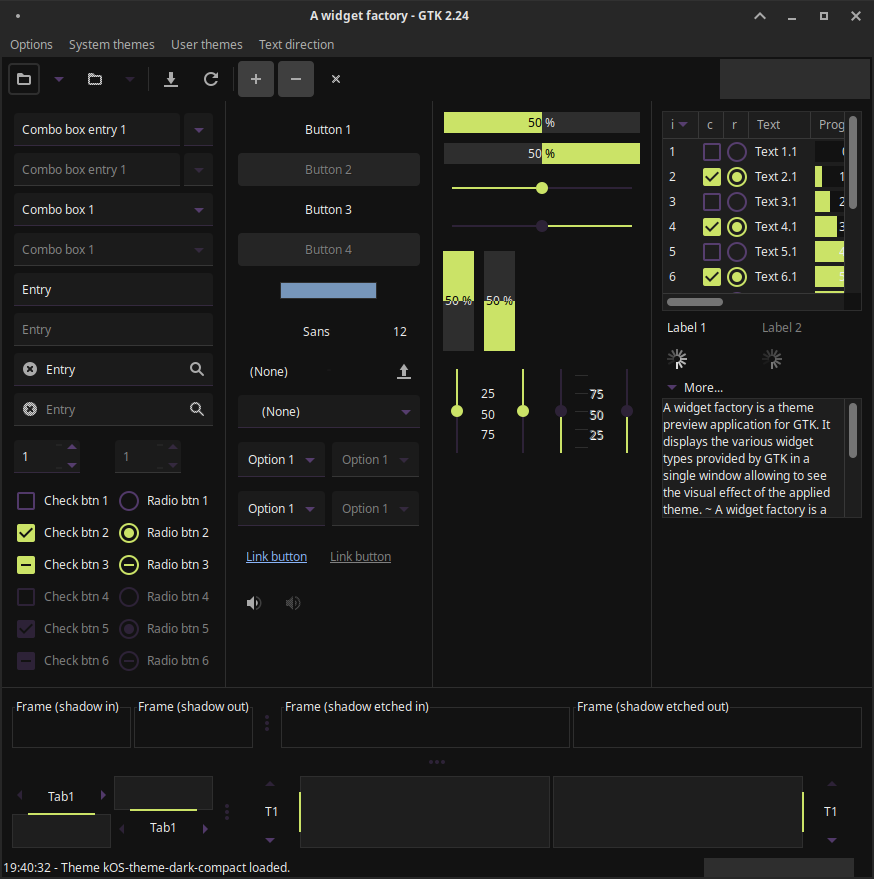 A widget factory - GTK 2.24
Options System themes User themes Text direction
Combo box entry 1
Combo box entry 1
Combo box 1
Combo box 1
Entry
Entry
Entry
Entry
1 1
Check btn 1 Radio btn 1
Check btn 2 Radio btn 2
Check btn 3 Radio btn 3
Check btn 4 Radio btn 4
Check btn 5 Radio btn 5
Check btn 6 Radio btn 6
Button 1
Button 2
Button 3
Button 4
Sans 12
(None)
(None)
Option 1 Option 1
Option 1 Option 1
Link button Link button
50 %
50 %
50 % 50 %
25 75
50 50
75 25
i c r Text Prog
1 Text 1.1
2 Text 2.1 1
3 Text 3.1 2
4 Text 4.1 3
5 Text 5.1 4
6 Text 6.1 5
Label 1 Label 2
More...
A widget factory is a theme
preview application for GTK. It
displays the various widget
types provided by GTK in a
single window allowing to see
the visual effect of the applied
theme. ~ A widget factory is a
Frame (shadow in) Frame (shadow out) Frame (shadow etched in) Frame (shadow etched out)
Tab1 Tab1 T1 T1
19:40:32 - Theme kOS-theme-dark-compact loaded.